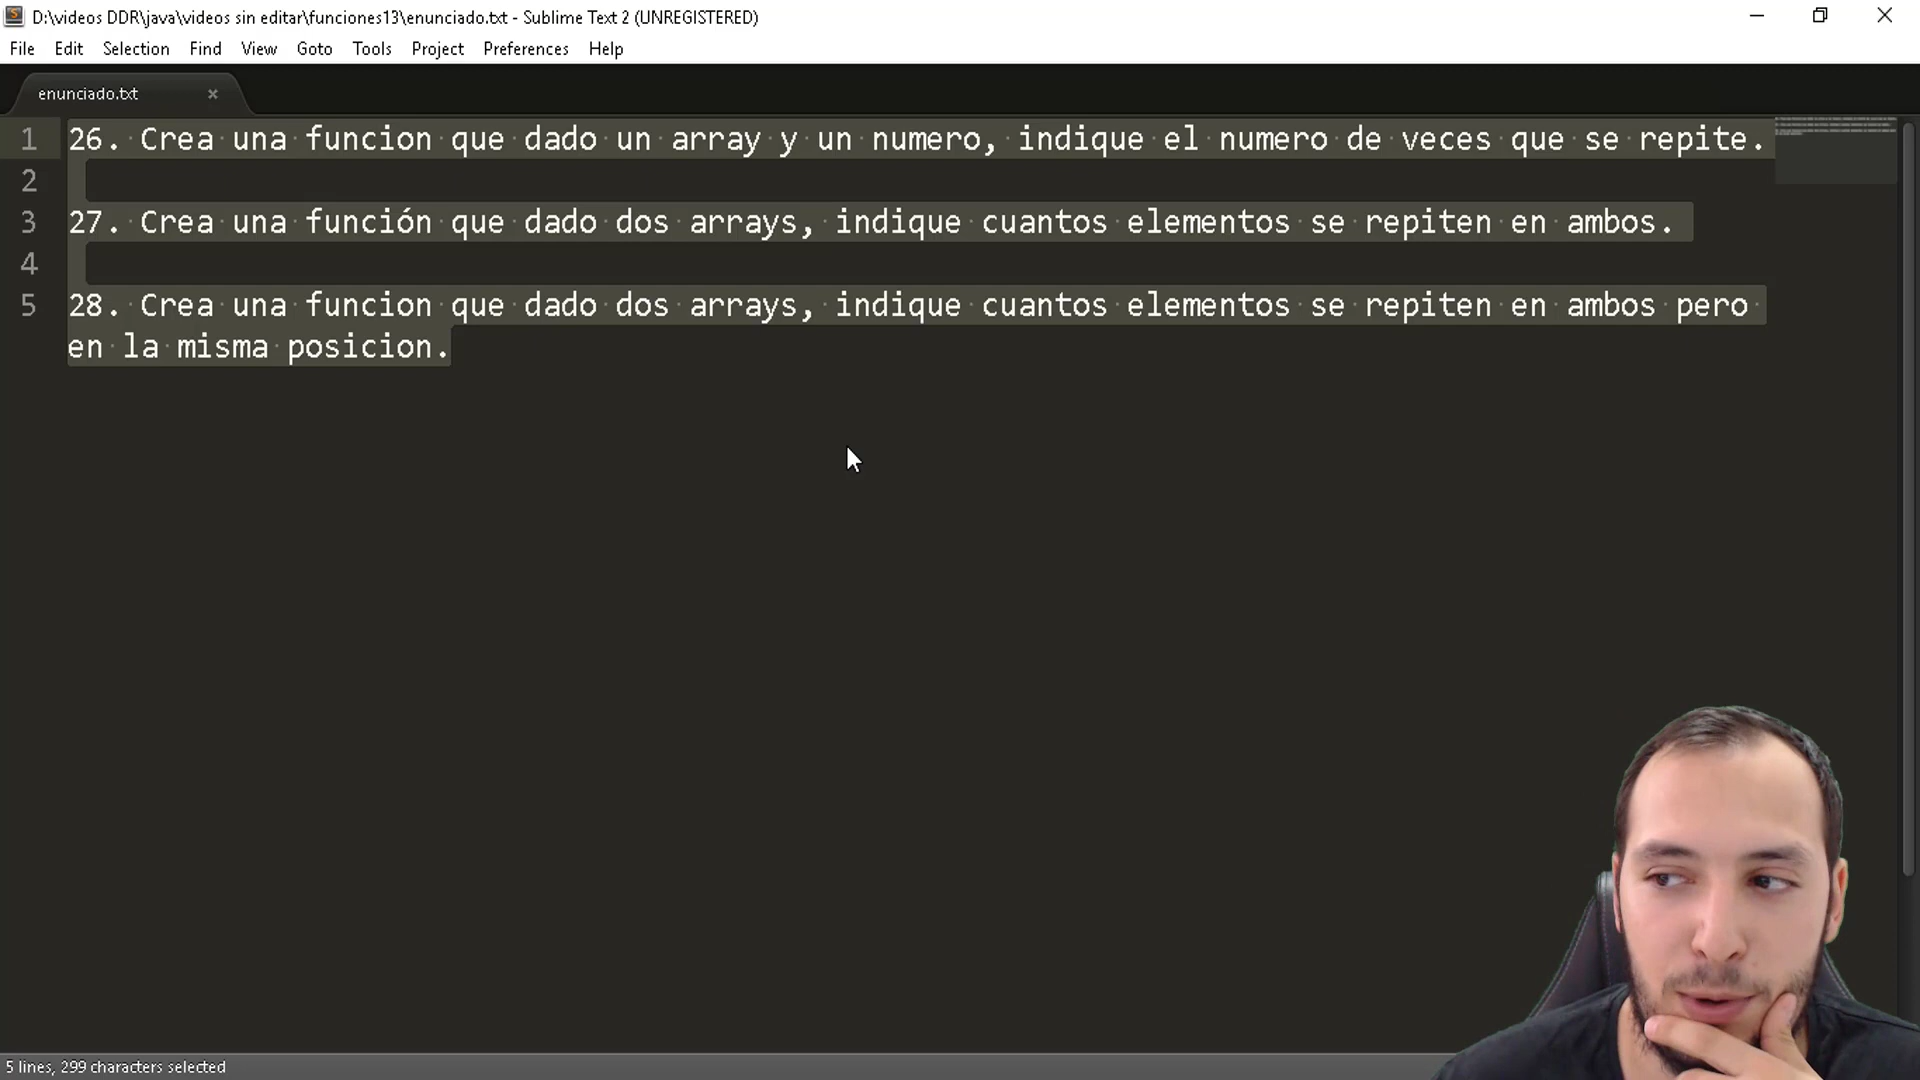 D:\videos DDR\java\videos sin editar\funciones13\enunciado.txt - Sublime Text 2 (UNREGISTERED)
File Edit Selection Find View Goto Tools Project Preferences Help
enunciado.txt ×
1 26. Crea una funcion que dado un array y un numero, indique el numero de veces que se repite.
2
3 27. Crea una función que dado dos arrays, indique cuantos elementos se repiten en ambos.
4
5 28. Crea una funcion que dado dos arrays, indique cuantos elementos se repiten en ambos pero
en la misma posicion.
5 lines, 299 characters selected